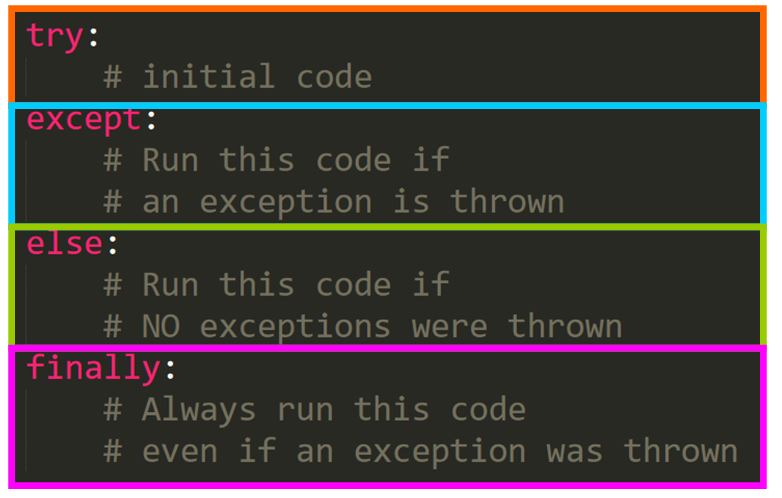 try:
    # initial code
except:
    # Run this code if
    # an exception is thrown
else:
    # Run this code if
    # NO exceptions were thrown
finally:
    # Always run this code
    # even if an exception was thrown